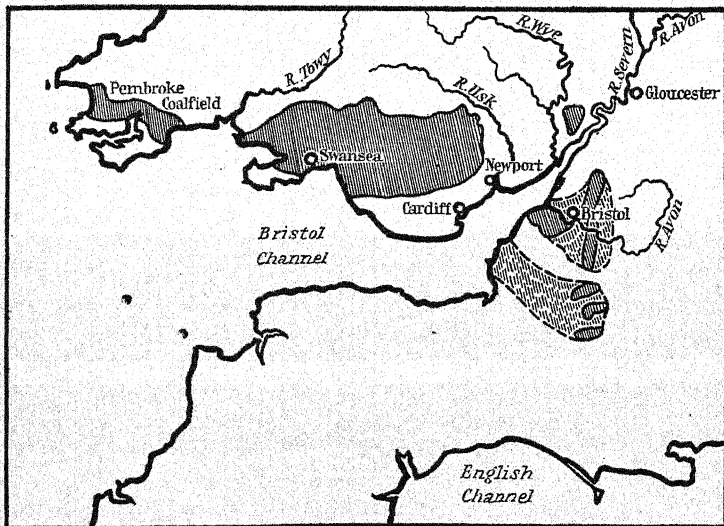 R. Wye
R. Severn
R. Avon
R. Towy
Pembroke
Coalfield
R. Usk
Gloucester
Swansea
Newport
Cardiff
Bristol
R. Avon
Bristol
Channel
English
Channel